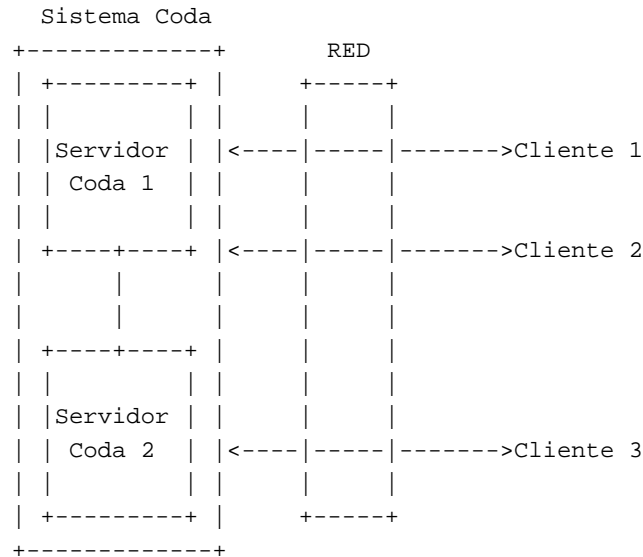 Sistema Coda
RED
Servidor
Coda 1
Cliente 1
Cliente 2
Servidor
Coda 2
Cliente 3